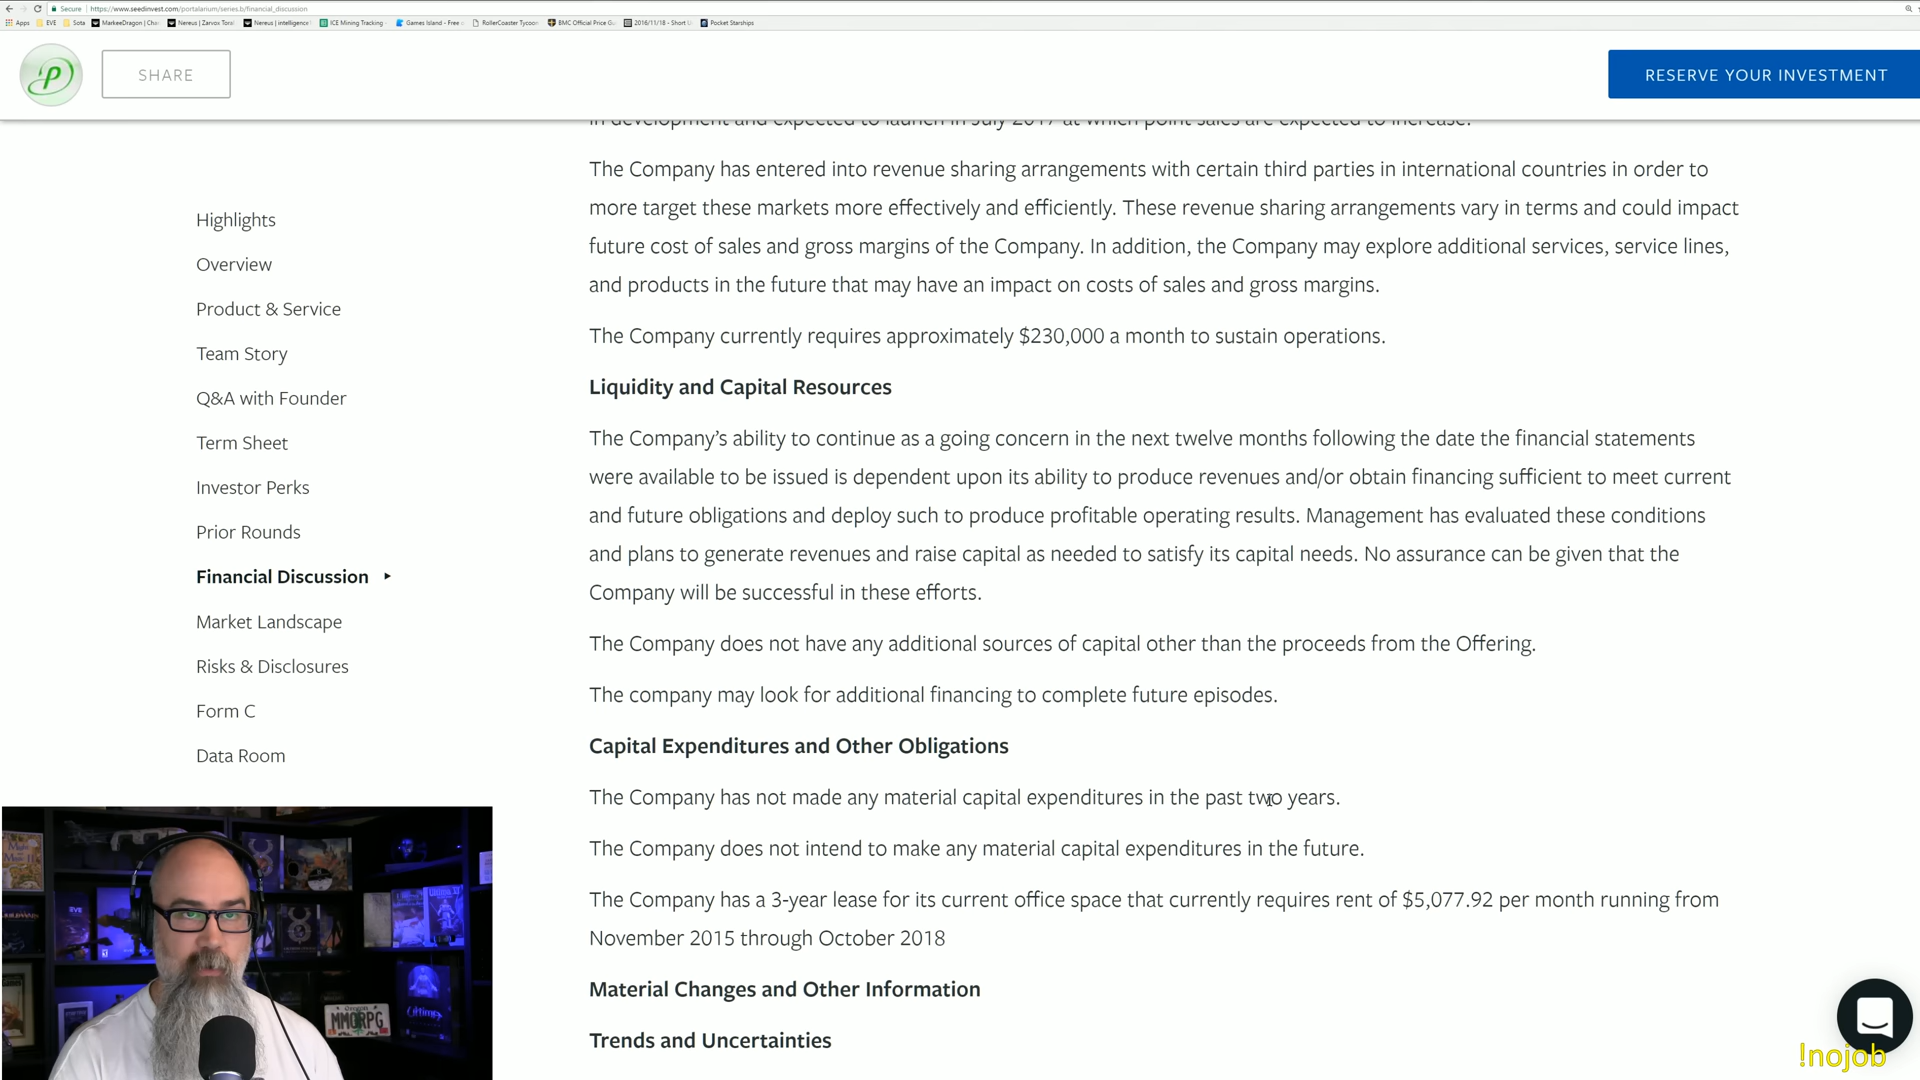 Secure
https://www.seedinvest.com/portalarium/series.b/financial_discussion
Apps
EVE
Sota
MarkeeDragon | Cha
Nereus | Zarvox Toral
Nereus | intelligence
ICE Mining Tracking -
Games Island - Free
RollerCoaster Tycoon
BMC Official Price Gu
2016/11/18 - Short U
Pocket Starships
P
SHARE
RESERVE YOUR INVESTMENT
in development and expected to launch in July 2017 at which point sales are expected to increase.
The Company has entered into revenue sharing arrangements with certain third parties in international countries in order to
more target these markets more effectively and efficiently. These revenue sharing arrangements vary in terms and could impact
future cost of sales and gross margins of the Company. In addition, the Company may explore additional services, service lines,
and products in the future that may have an impact on costs of sales and gross margins.
The Company currently requires approximately $230,000 a month to sustain operations.
Liquidity and Capital Resources
The Company's ability to continue as a going concern in the next twelve months following the date the financial statements
were available to be issued is dependent upon its ability to produce revenues and/or obtain financing sufficient to meet current
and future obligations and deploy such to produce profitable operating results. Management has evaluated these conditions
and plans to generate revenues and raise capital as needed to satisfy its capital needs. No assurance can be given that the
Company will be successful in these efforts.
The Company does not have any additional sources of capital other than the proceeds from the Offering.
The company may look for additional financing to complete future episodes.
Capital Expenditures and Other Obligations
The Company has not made any material capital expenditures in the past two years.
The Company does not intend to make any material capital expenditures in the future.
The Company has a 3-year lease for its current office space that currently requires rent of $5,077.92 per month running from
November 2015 through October 2018
Material Changes and Other Information
Trends and Uncertainties
Highlights
Overview
Product & Service
Team Story
Q&A with Founder
Term Sheet
Investor Perks
Prior Rounds
Financial Discussion
Market Landscape
Risks & Disclosures
Form C
Data Room
MMORPG
Ultima
!nojob